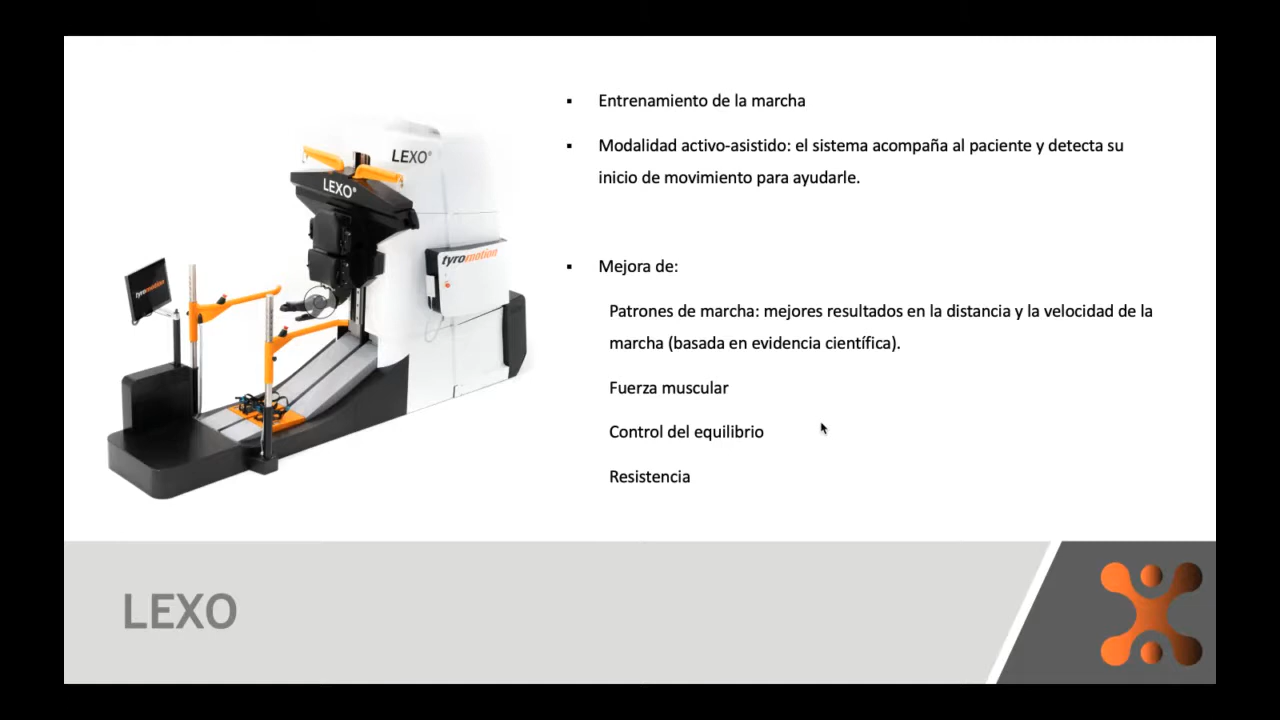 LEXO®
LEXO®
tyromotion
tyromotion
▪ Entrenamiento de la marcha
▪ Modalidad activo-asistido: el sistema acompaña al paciente y detecta su
inicio de movimiento para ayudarle.
▪ Mejora de:
Patrones de marcha: mejores resultados en la distancia y la velocidad de la
marcha (basada en evidencia científica).
Fuerza muscular
Control del equilibrio
Resistencia
LEXO